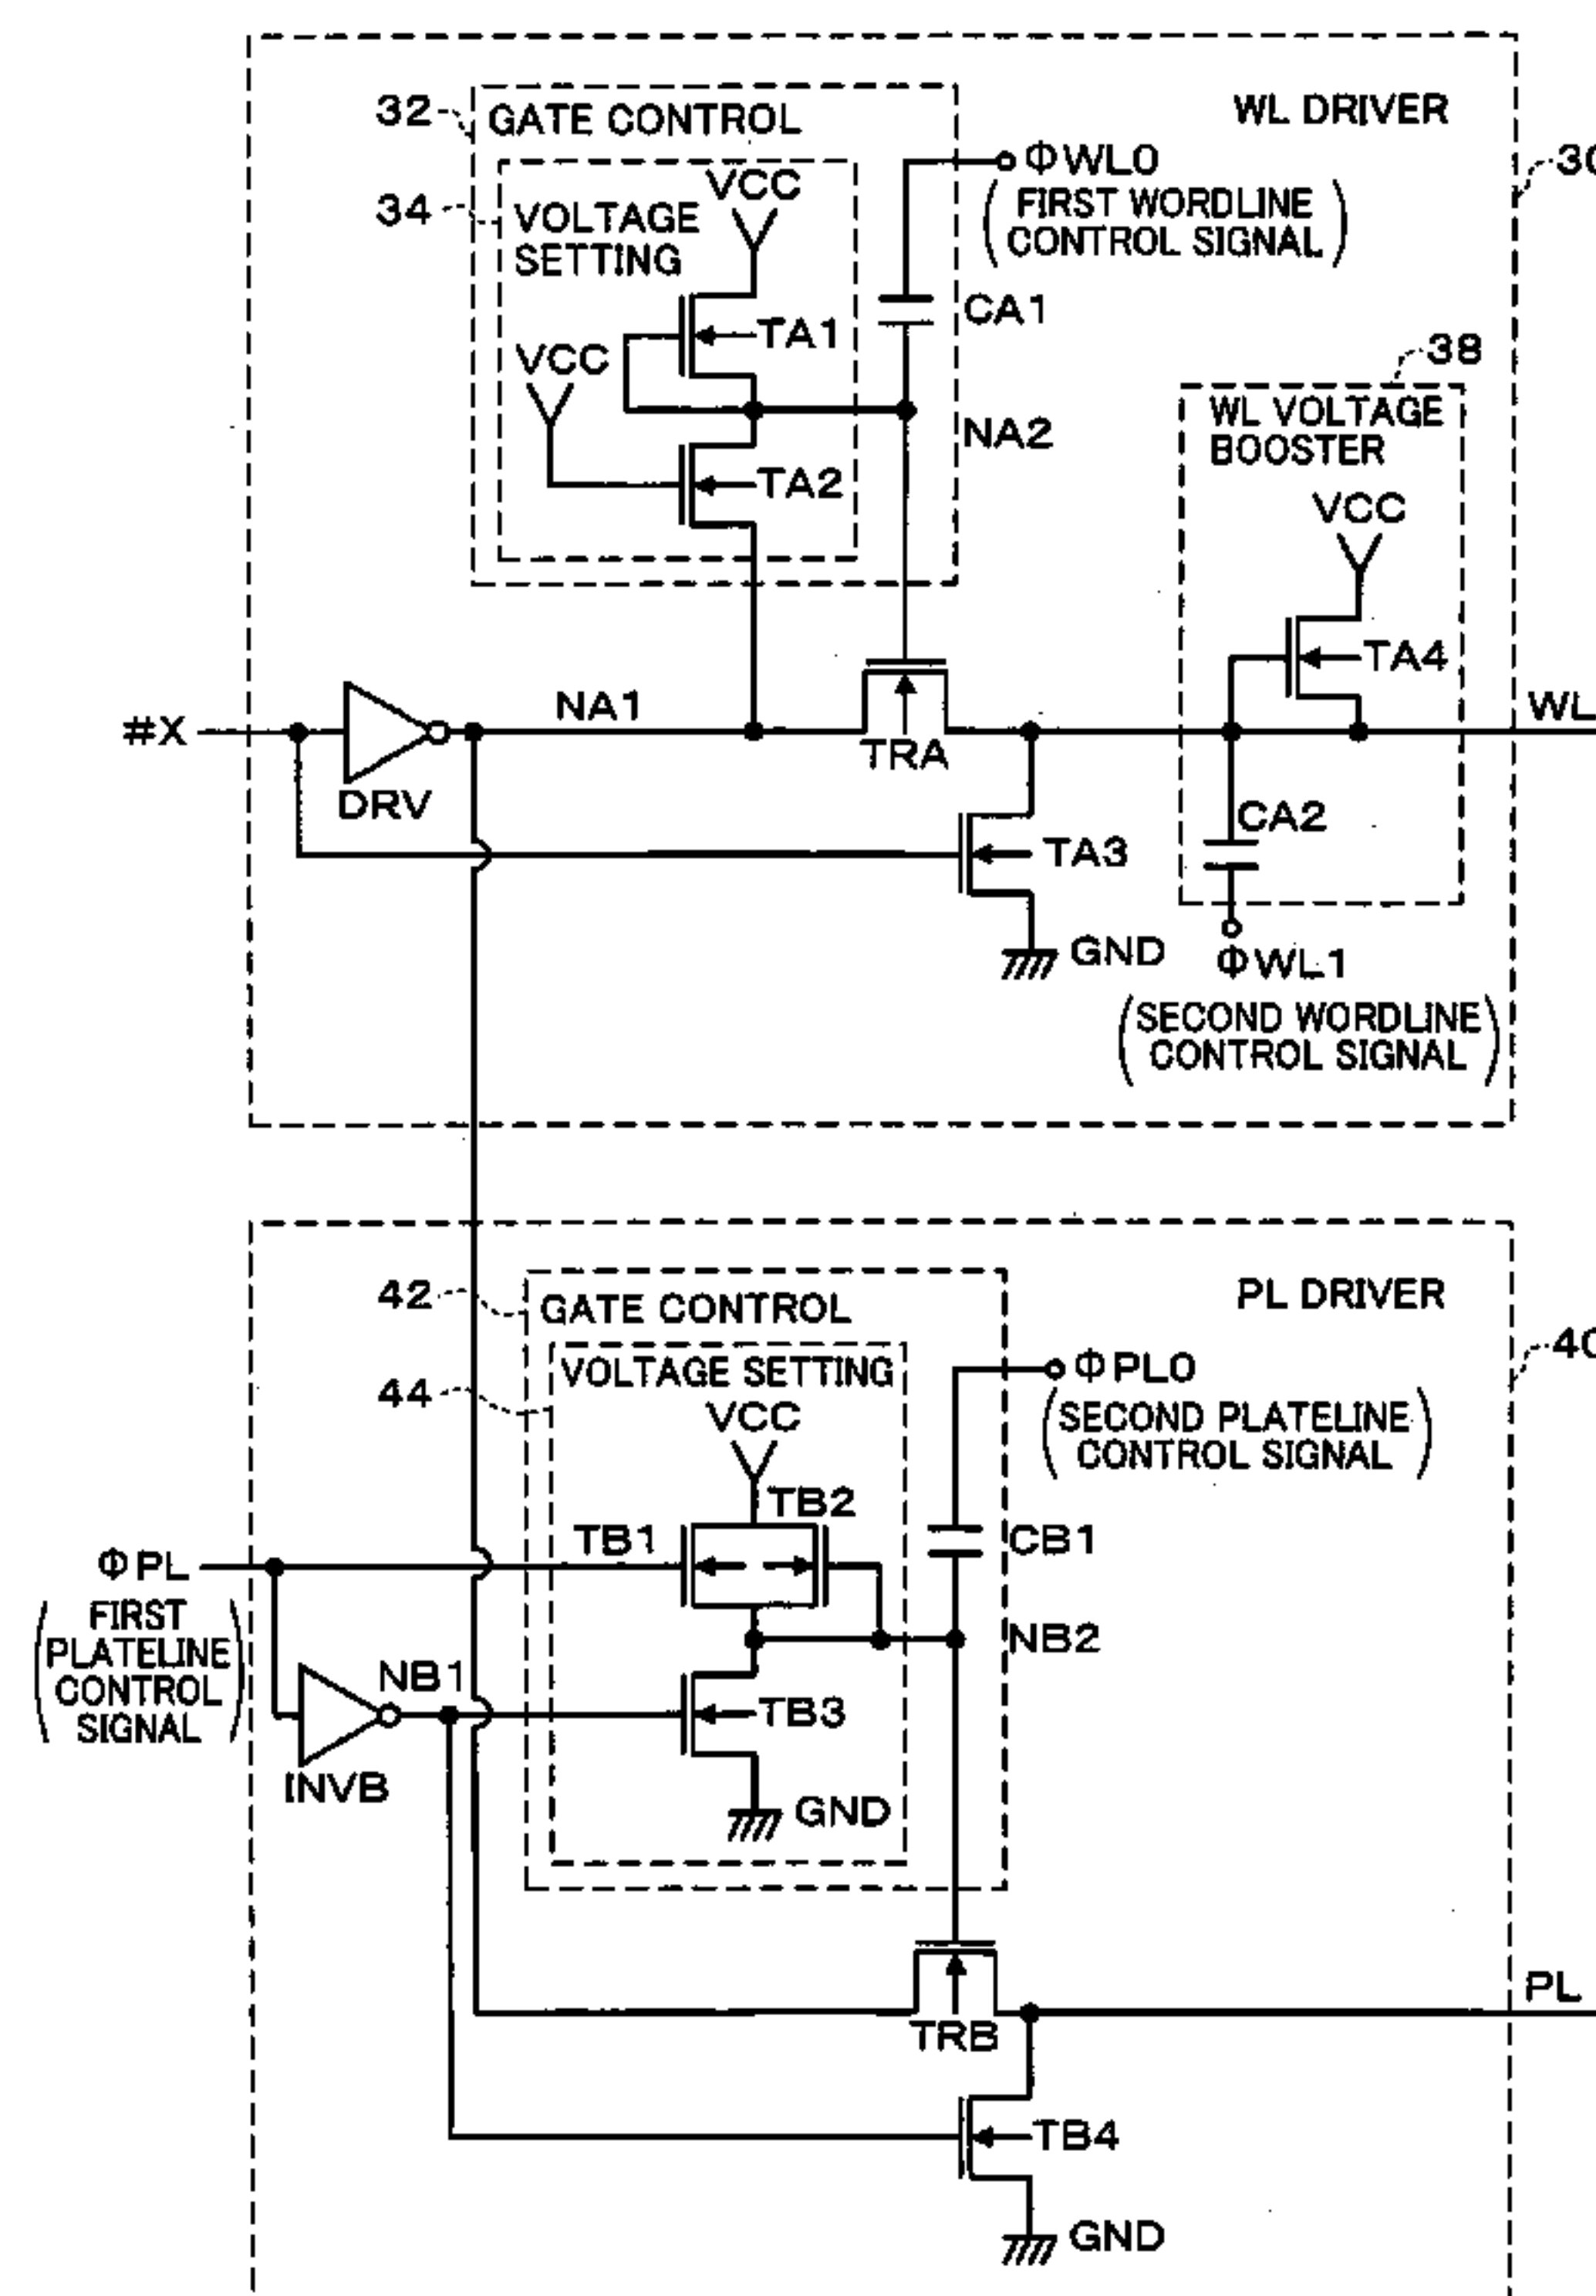 WL DRIVER
32
GATE CONTROL
ΦWL0
(FIRST WORDLINE
CONTROL SIGNAL)
34
VOLTAGE
SETTING
VCC
TA1
CA1
VCC
NA2
TA2
38
WL VOLTAGE
BOOSTER
VCC
TA4
#X
DRV
NA1
TRA
WL
TA3
GND
CA2
ΦWL1
(SECOND WORDLINE
CONTROL SIGNAL)
PL DRIVER
42
GATE CONTROL
44
VOLTAGE SETTING
VCC
ΦPL0
(SECOND PLATELINE
CONTROL SIGNAL)
TB2
TB1
CB1
ΦPL
(FIRST
PLATELINE
CONTROL
SIGNAL)
NB2
NB1
TB3
INVB
GND
TRB
PL
TB4
GND